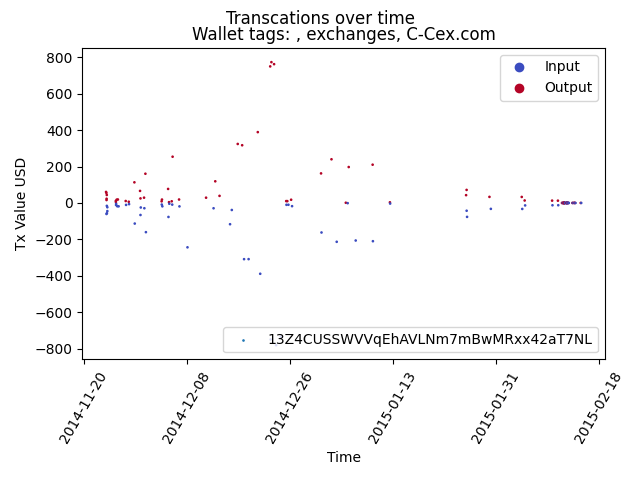 Transcations over time
Wallet tags: , exchanges, C-Cex.com
Tx Value USD
800
600
400
200
0
−200
−400
−600
−800
Input
Output
13Z4CUSSWVVqEhAVLNm7mBwMRxx42aT7NL
2014-11-20
2014-12-08
2014-12-26
2015-01-13
2015-01-31
2015-02-18
Time